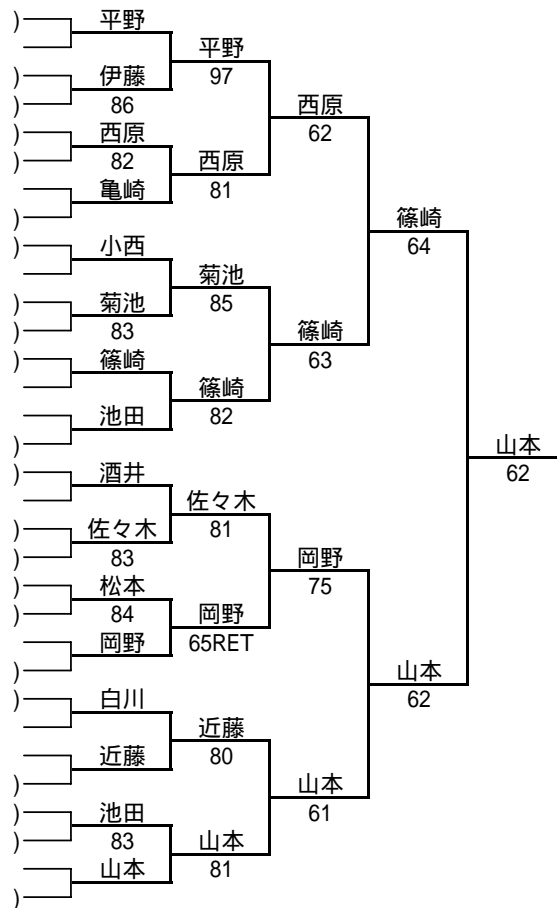 )
平野
平野
97
)
伊藤
)
86
西原
62
)
西原
)
82
西原
81
亀崎
)
篠崎
64
)
小西
菊池
85
)
菊池
)
83
篠崎
63
)
篠崎
篠崎
82
池田
)
山本
62
)
酒井
佐々木
81
)
佐々木
)
83
岡野
75
)
松本
)
84
岡野
65RET
岡野
)
山本
62
)
白川
近藤
80
近藤
)
山本
61
)
池田
)
83
山本
81
山本
)